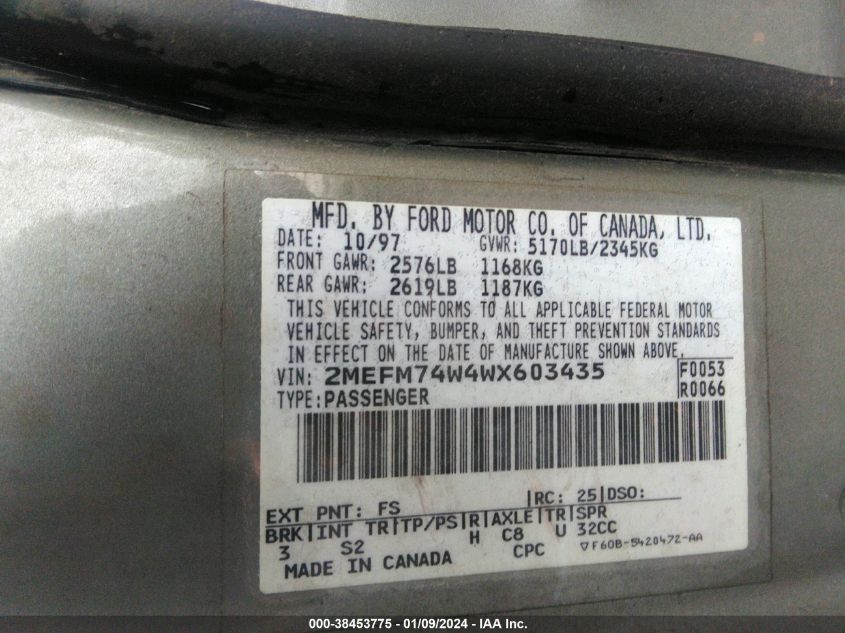 MFD. BY FORD MOTOR CO. OF CANADA, LTD.
DATE: 10/97 GVWR: 5170LB/2345KG
FRONT GAWR: 2576LB 1168KG
REAR GAWR: 2619LB 1187KG
THIS VEHICLE CONFORMS TO ALL APPLICABLE FEDERAL MOTOR
VEHICLE SAFETY, BUMPER, AND THEFT PREVENTION STANDARDS
IN EFFECT ON THE DATE OF MANUFACTURE SHOWN ABOVE.
VIN: 2MEFM74W4WX603435 F0053
TYPE: PASSENGER R0066
EXT PNT: FS RC: 25 DSO:
BRK INT TR TP/PS R AXLE TR SPR
3 S2 H C8 U 32CC
MADE IN CANADA CPC ▽F60B-5420472-AA
000-38453775 - 01/09/2024 - IAA Inc.